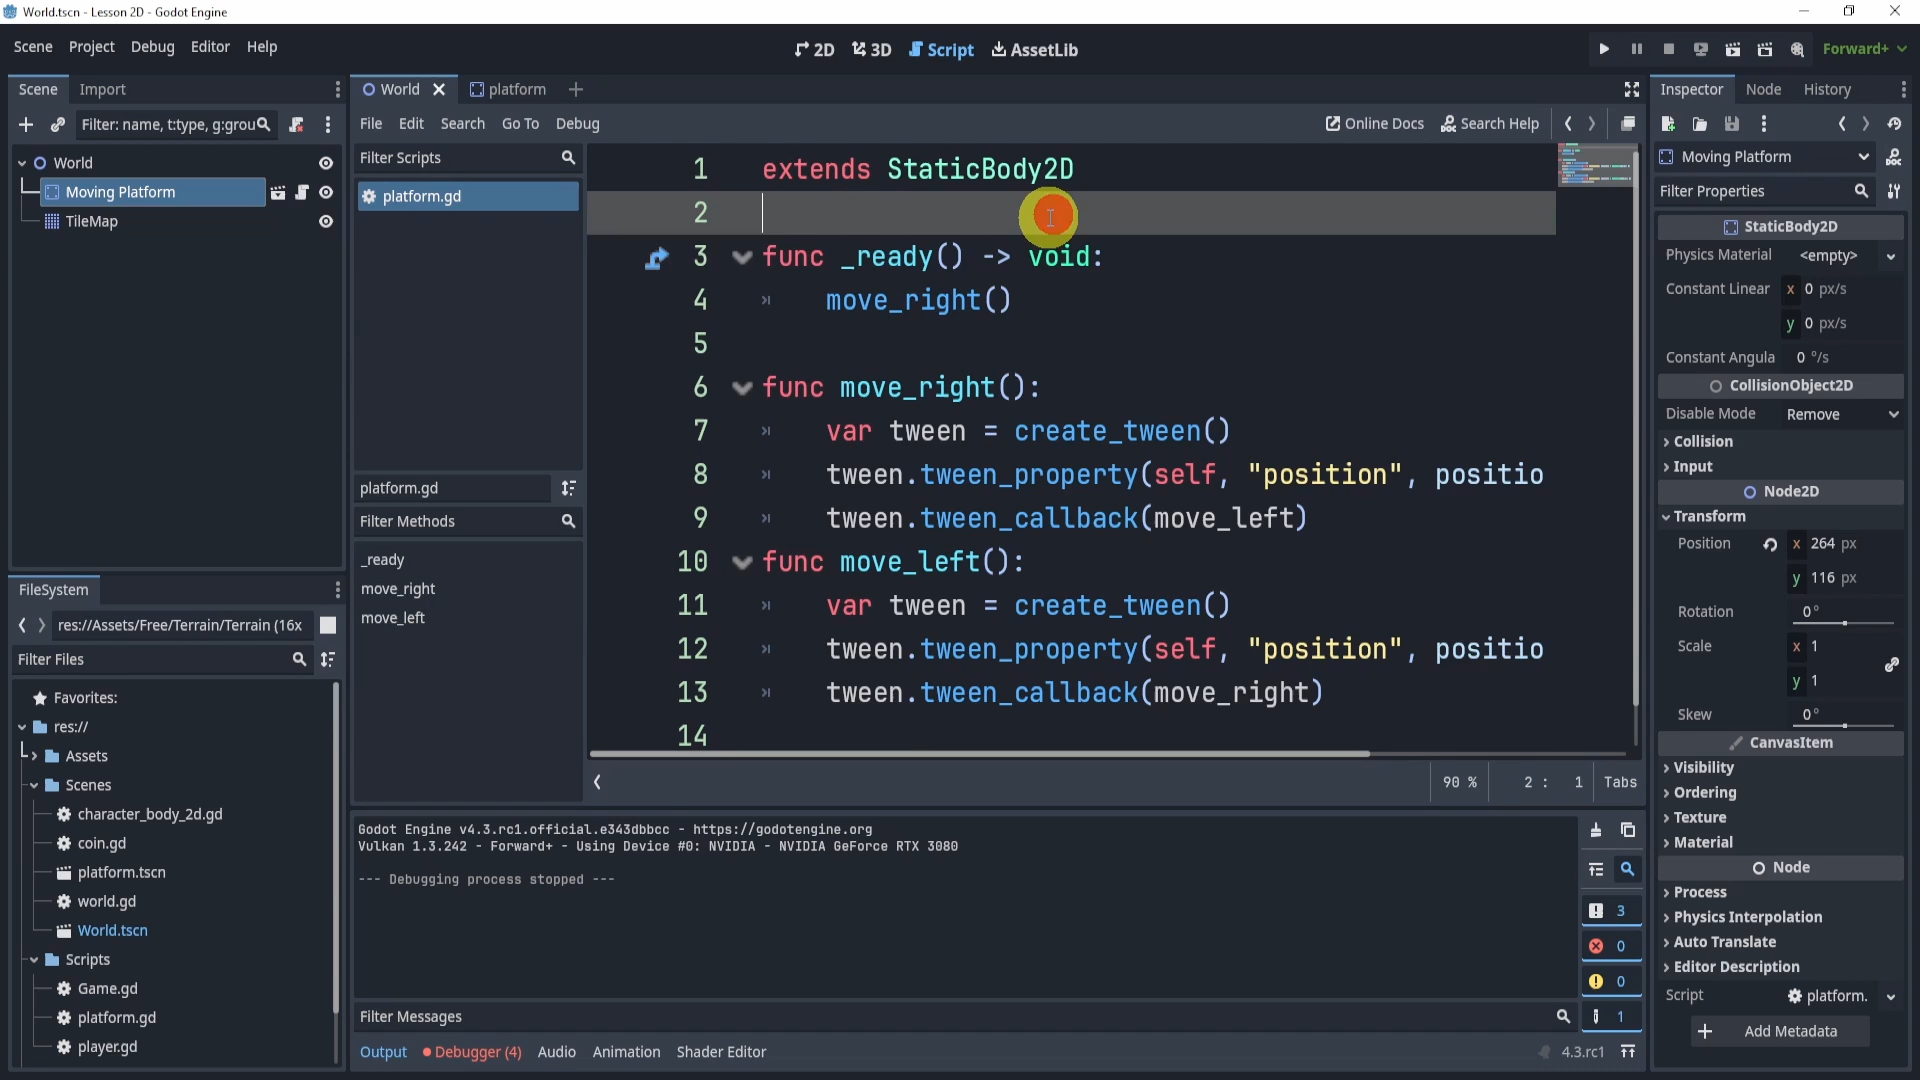 World.tscn - Lesson 2D - Godot Engine
Scene Project Debug Editor Help
2D 3D Script AssetLib
Forward+
Scene Import
World platform
Inspector Node History
Filter: name, t:type, g:grou
File Edit Search Go To Debug
Online Docs Search Help
World
Moving Platform
TileMap
Filter Scripts
platform.gd
platform.gd
Filter Methods
_ready
move_right
move_left
1 extends StaticBody2D
2
3 func _ready() -> void:
4 move_right()
5
6 func move_right():
7 var tween = create_tween()
8 tween.tween_property(self, "position", positio
9 tween.tween_callback(move_left)
10 func move_left():
11 var tween = create_tween()
12 tween.tween_property(self, "position", positio
13 tween.tween_callback(move_right)
14
90 % 2 : 1 Tabs
FileSystem
res://Assets/Free/Terrain/Terrain (16x
Filter Files
Favorites:
res://
Assets
Scenes
character_body_2d.gd
coin.gd
platform.tscn
world.gd
World.tscn
Scripts
Game.gd
platform.gd
player.gd
Godot Engine v4.3.rc1.official.e343dbbcc - https://godotengine.org
Vulkan 1.3.242 - Forward+ - Using Device #0: NVIDIA - NVIDIA GeForce RTX 3080
--- Debugging process stopped ---
3
0
0
1
Filter Messages
Output Debugger (4) Audio Animation Shader Editor
4.3.rc1
Moving Platform
Filter Properties
StaticBody2D
Physics Material <empty>
Constant Linear x 0 px/s
y 0 px/s
Constant Angula 0 °/s
CollisionObject2D
Disable Mode Remove
Collision
Input
Node2D
Transform
Position x 264 px
y 116 px
Rotation 0°
Scale x 1
y 1
Skew 0°
CanvasItem
Visibility
Ordering
Texture
Material
Node
Process
Physics Interpolation
Auto Translate
Editor Description
Script platform.
Add Metadata